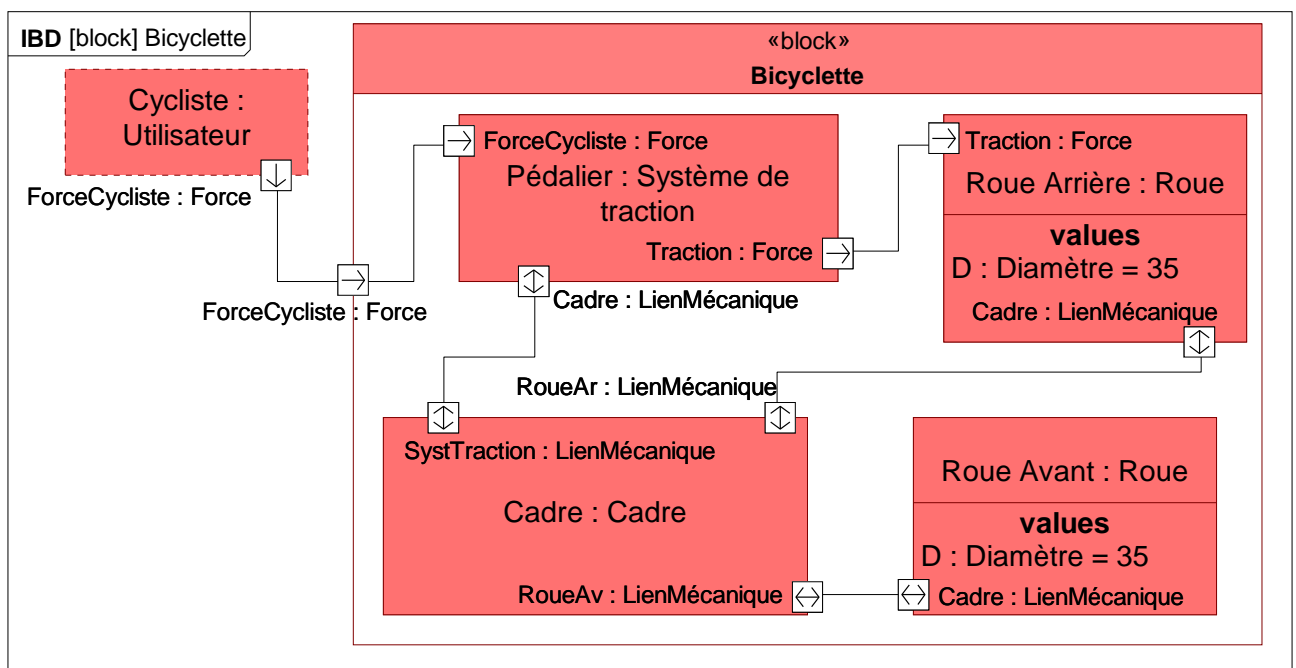 IBD [block] Bicyclette
«block»
Bicyclette
Cycliste :
Utilisateur
ForceCycliste : Force
ForceCycliste : Force
ForceCycliste : Force
Pédalier : Système de
traction
Traction : Force
Cadre : LienMécanique
Traction : Force
Roue Arrière : Roue
values
D : Diamètre = 35
Cadre : LienMécanique
RoueAr : LienMécanique
SystTraction : LienMécanique
Cadre : Cadre
RoueAv : LienMécanique
Roue Avant : Roue
values
D : Diamètre = 35
Cadre : LienMécanique